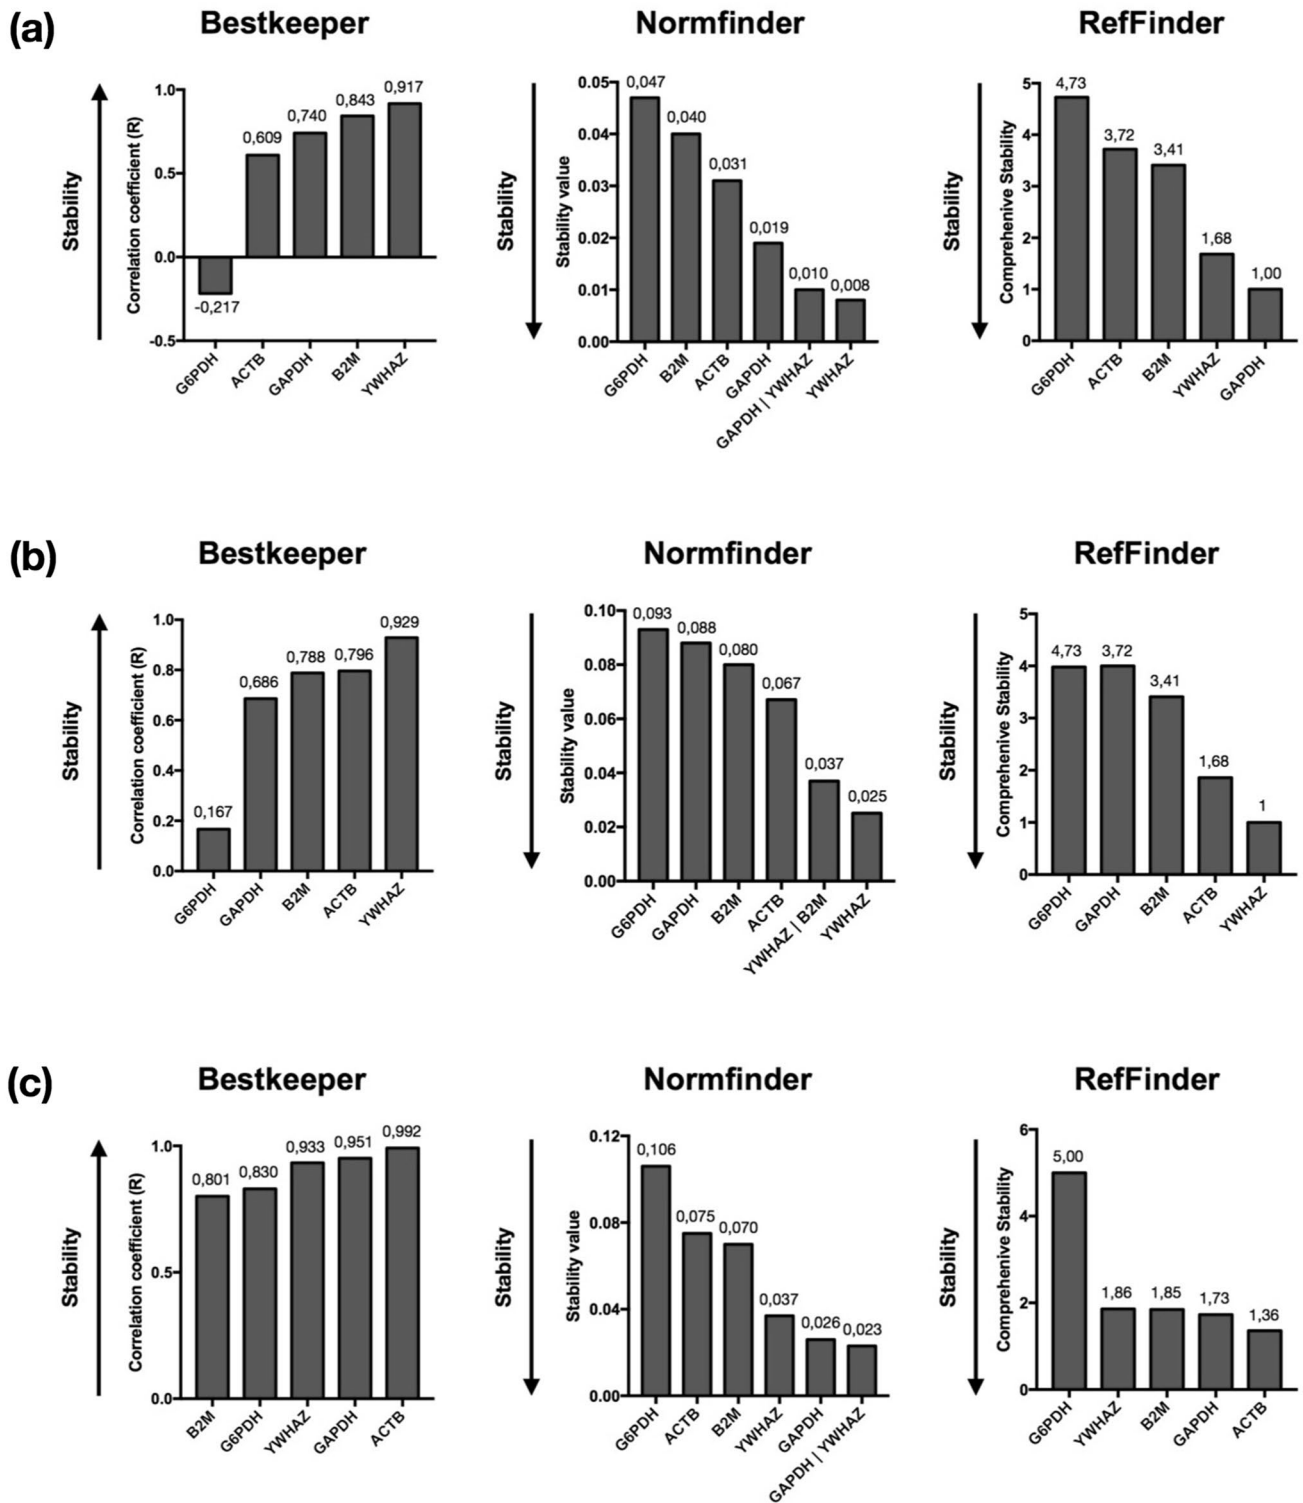 (a)
Bestkeeper
Stability
Correlation coefficient (R)
1.0
0.5
0.0
-0.5
-0,217
0,609
0,740
0,843
0,917
G6PDH
ACTB
GAPDH
B2M
YWHAZ
Normfinder
Stability
Stability value
0.05
0.04
0.03
0.02
0.01
0.00
0,047
0,040
0,031
0,019
0,010
0,008
G6PDH
B2M
ACTB
GAPDH
GAPDH | YWHAZ
YWHAZ
RefFinder
Stability
Comprehenive Stability
5
4
3
2
1
0
4,73
3,72
3,41
1,68
1,00
G6PDH
ACTB
B2M
YWHAZ
GAPDH
(b)
Bestkeeper
Stability
Correlation coefficient (R)
1.0
0.8
0.6
0.4
0.2
0.0
0,167
0,686
0,788
0,796
0,929
G6PDH
GAPDH
B2M
ACTB
YWHAZ
Normfinder
Stability
Stability value
0.10
0.08
0.06
0.04
0.02
0.00
0,093
0,088
0,080
0,067
0,037
0,025
G6PDH
GAPDH
B2M
ACTB
YWHAZ | B2M
YWHAZ
RefFinder
Stability
Comprehenive Stability
5
4
3
2
1
0
4,73
3,72
3,41
1,68
1
G6PDH
GAPDH
B2M
ACTB
YWHAZ
(c)
Bestkeeper
Stability
Correlation coefficient (R)
1.0
0.5
0.0
0,801
0,830
0,933
0,951
0,992
B2M
G6PDH
YWHAZ
GAPDH
ACTB
Normfinder
Stability
Stability value
0.12
0.08
0.04
0.00
0,106
0,075
0,070
0,037
0,026
0,023
G6PDH
ACTB
B2M
YWHAZ
GAPDH
GAPDH | YWHAZ
RefFinder
Stability
Comprehenive Stability
6
4
2
0
5,00
1,86
1,85
1,73
1,36
G6PDH
YWHAZ
B2M
GAPDH
ACTB